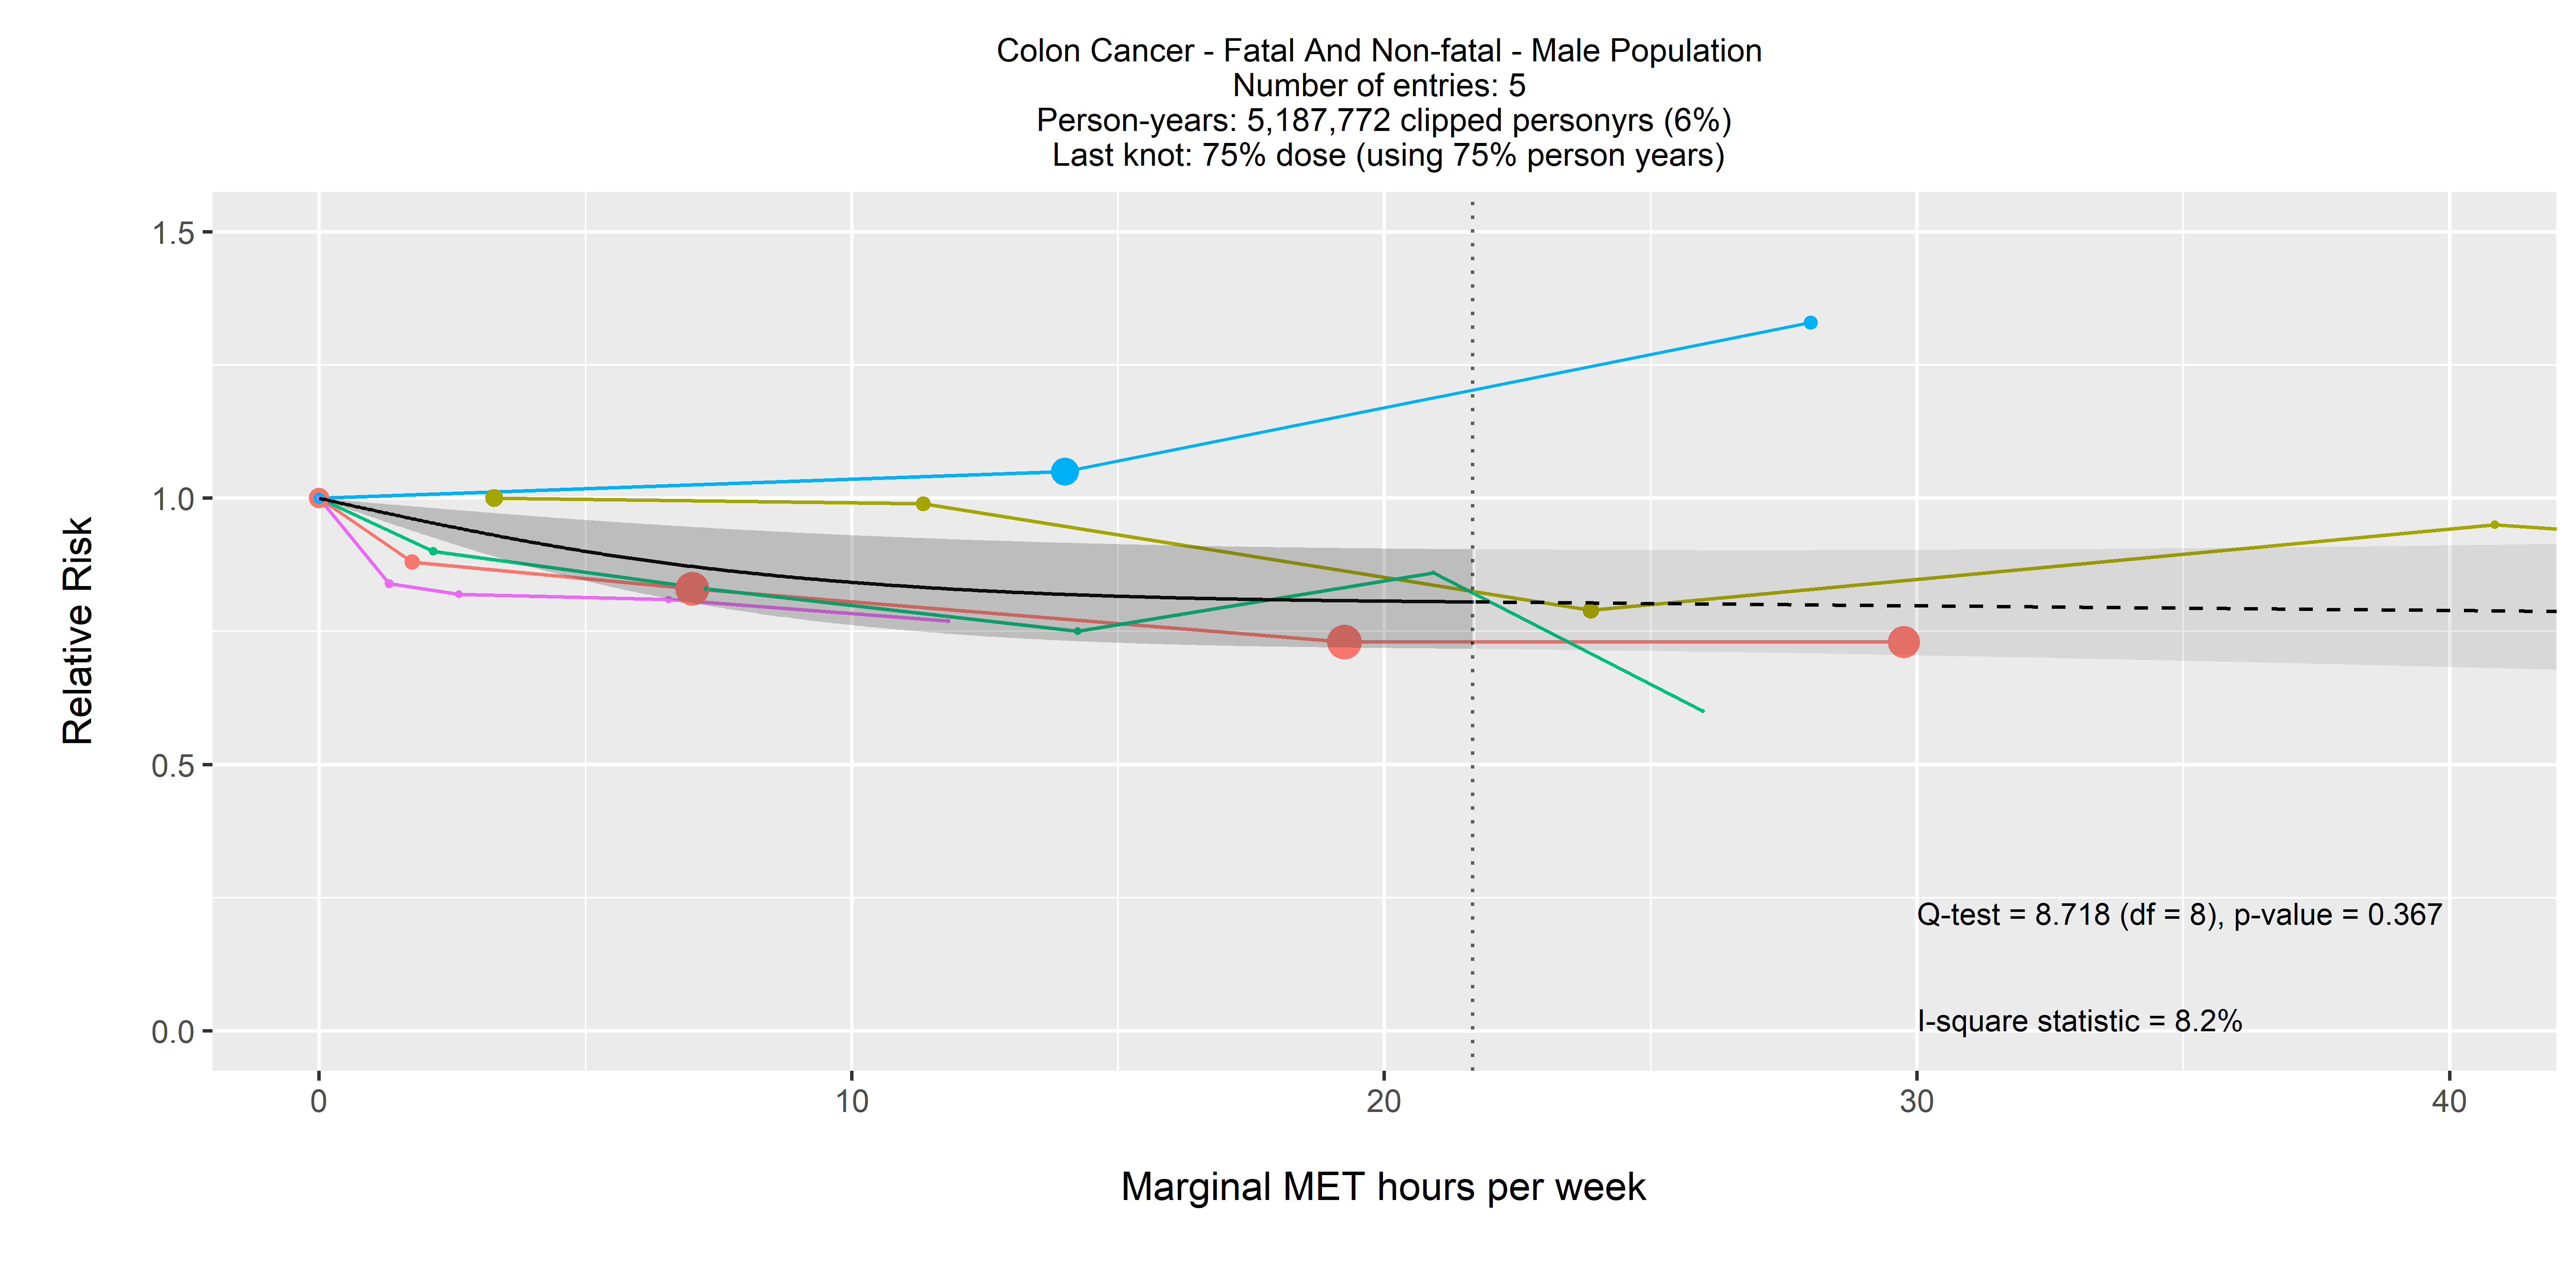 Colon Cancer - Fatal And Non-fatal - Male Population
Number of entries: 5
Person-years: 5,187,772 clipped personyrs (6%)
Last knot: 75% dose (using 75% person years)
Relative Risk
1.5
1.0
0.5
0.0
Q-test = 8.718 (df = 8), p-value = 0.367
I-square statistic = 8.2%
0 10 20 30 40
Marginal MET hours per week